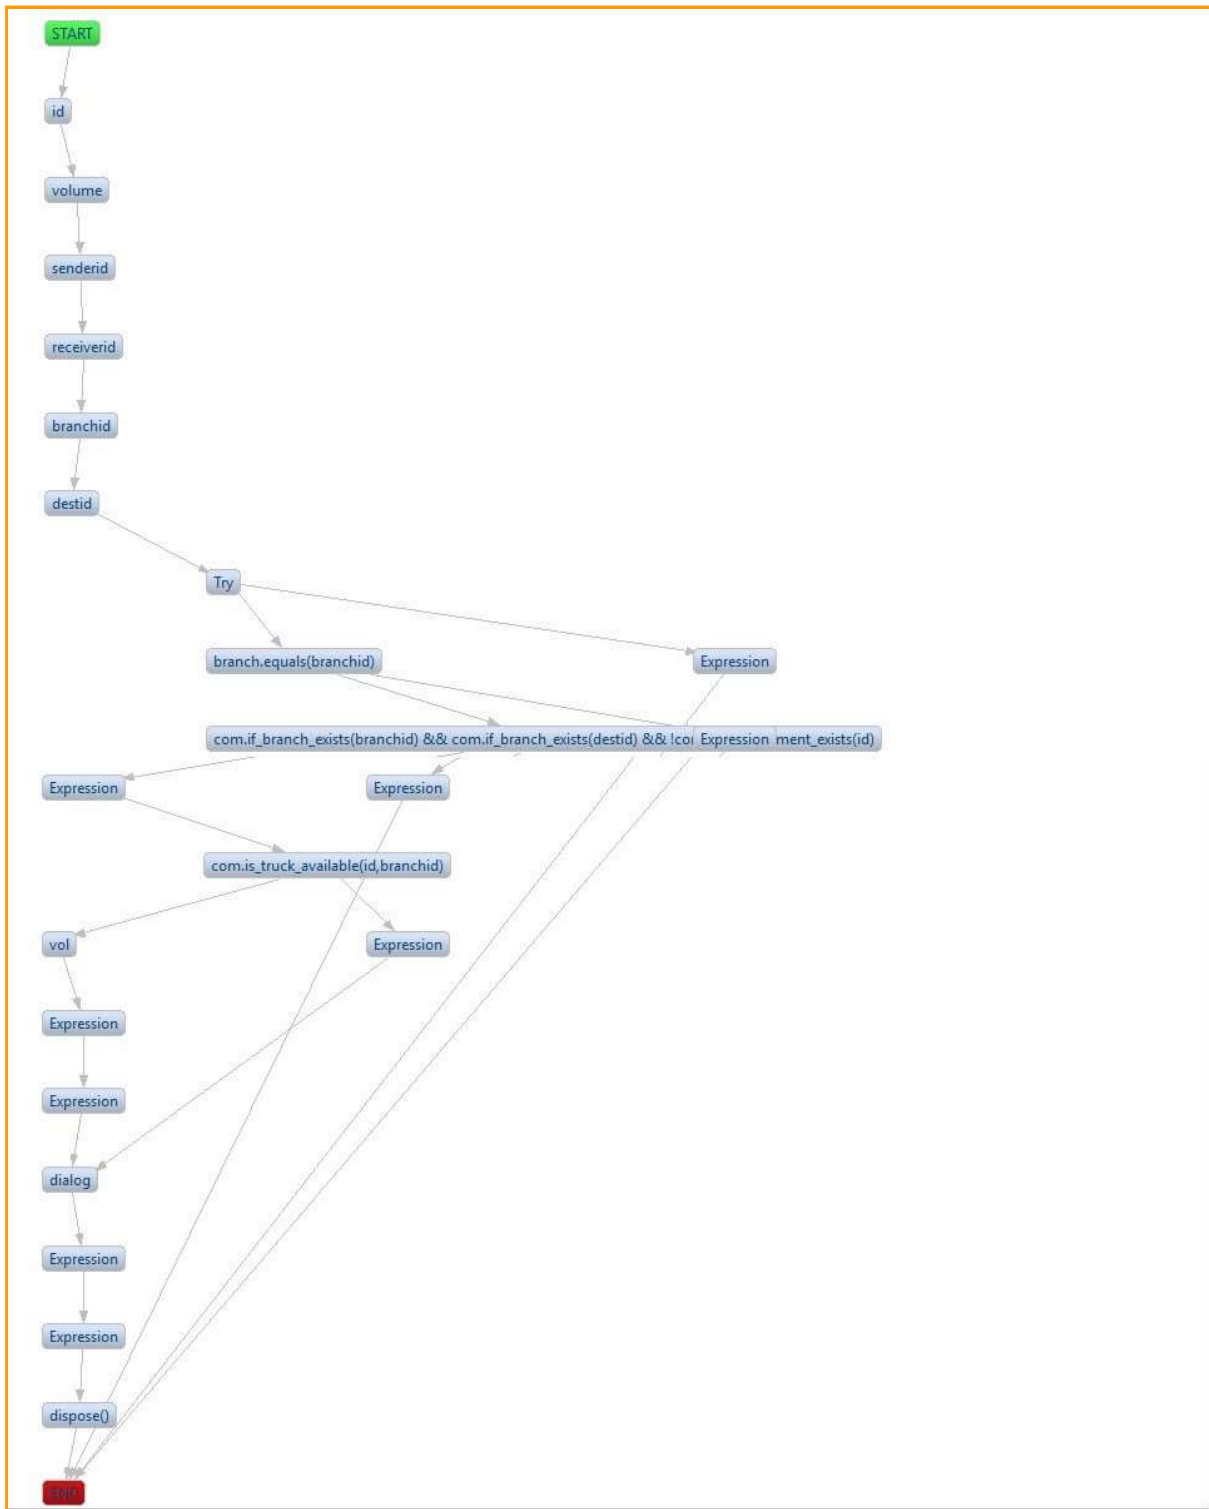 START
id
volume
senderid
receiverid
branchid
destid
Try
branch.equals(branchid)
Expression
com.if_branch_exists(branchid) && com.if_branch_exists(destid) && !co
Expression
ment_exists(id)
Expression
Expression
com.is_truck_available(id,branchid)
vol
Expression
Expression
Expression
dialog
Expression
Expression
dispose()
END